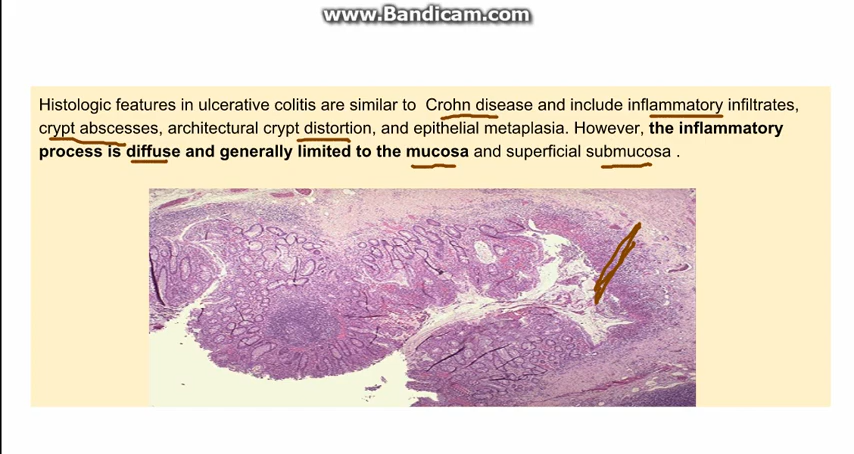 www.Bandicam.com
Histologic features in ulcerative colitis are similar to Crohn disease and include inflammatory infiltrates,
crypt abscesses, architectural crypt distortion, and epithelial metaplasia. However, the inflammatory
process is diffuse and generally limited to the mucosa and superficial submucosa .